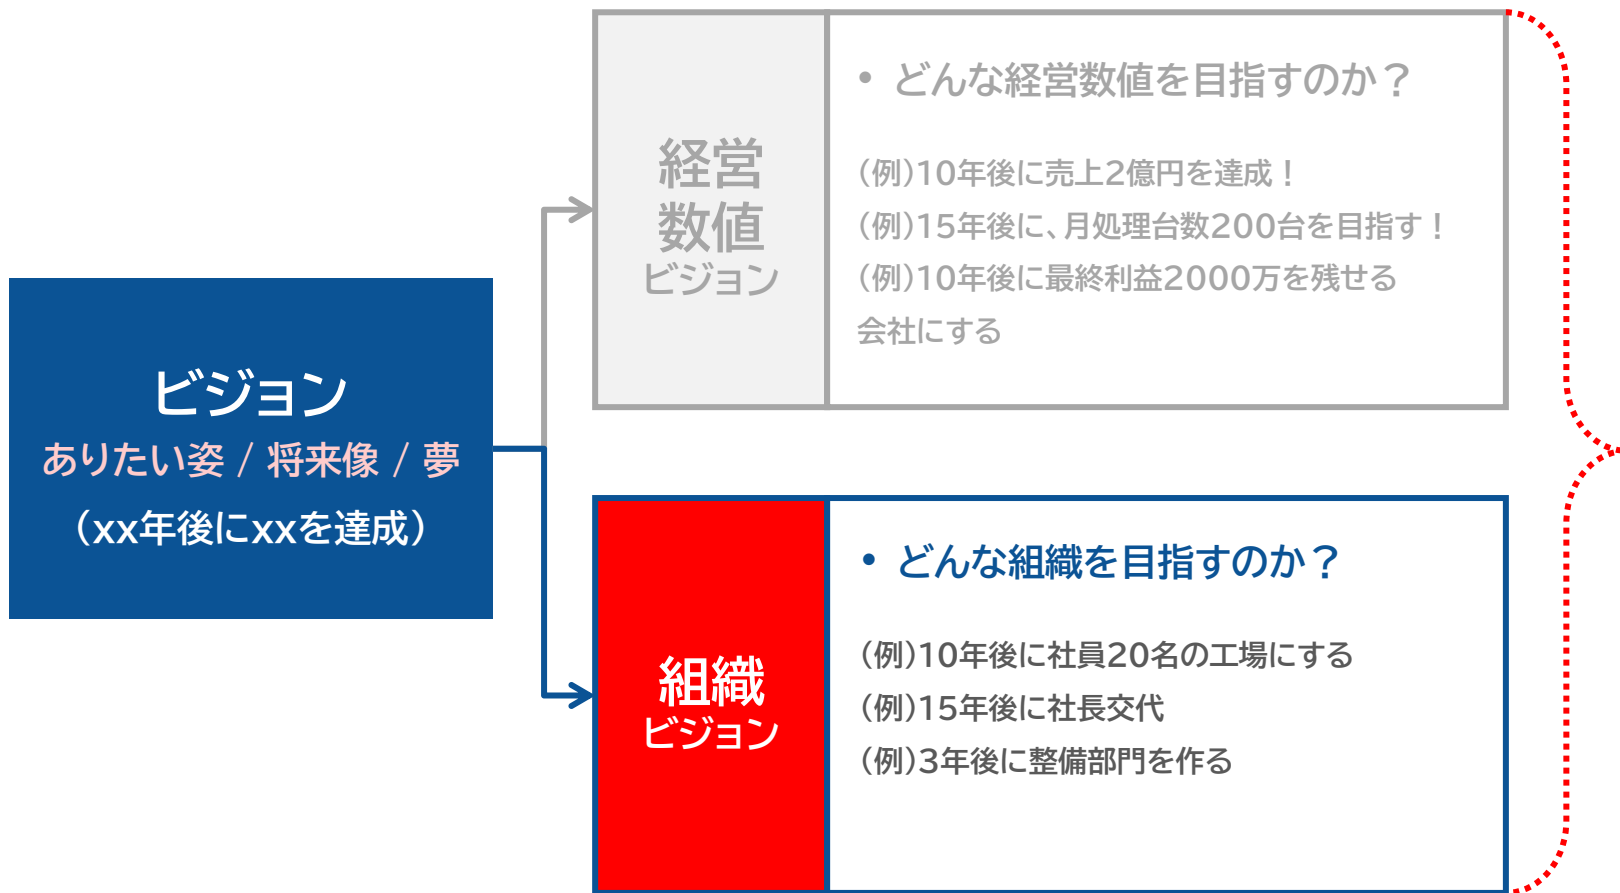 ビジョン
ありたい姿 / 将来像 / 夢
（xx年後にxxを達成）
経営
数値
ビジョン
• どんな経営数値を目指すのか？
（例）10年後に売上2億円を達成！
（例）15年後に、月処理台数200台を目指す！
（例）10年後に最終利益2000万を残せる
会社にする
組織
ビジョン
• どんな組織を目指すのか？
（例）10年後に社員20名の工場にする
（例）15年後に社長交代
（例）3年後に整備部門を作る